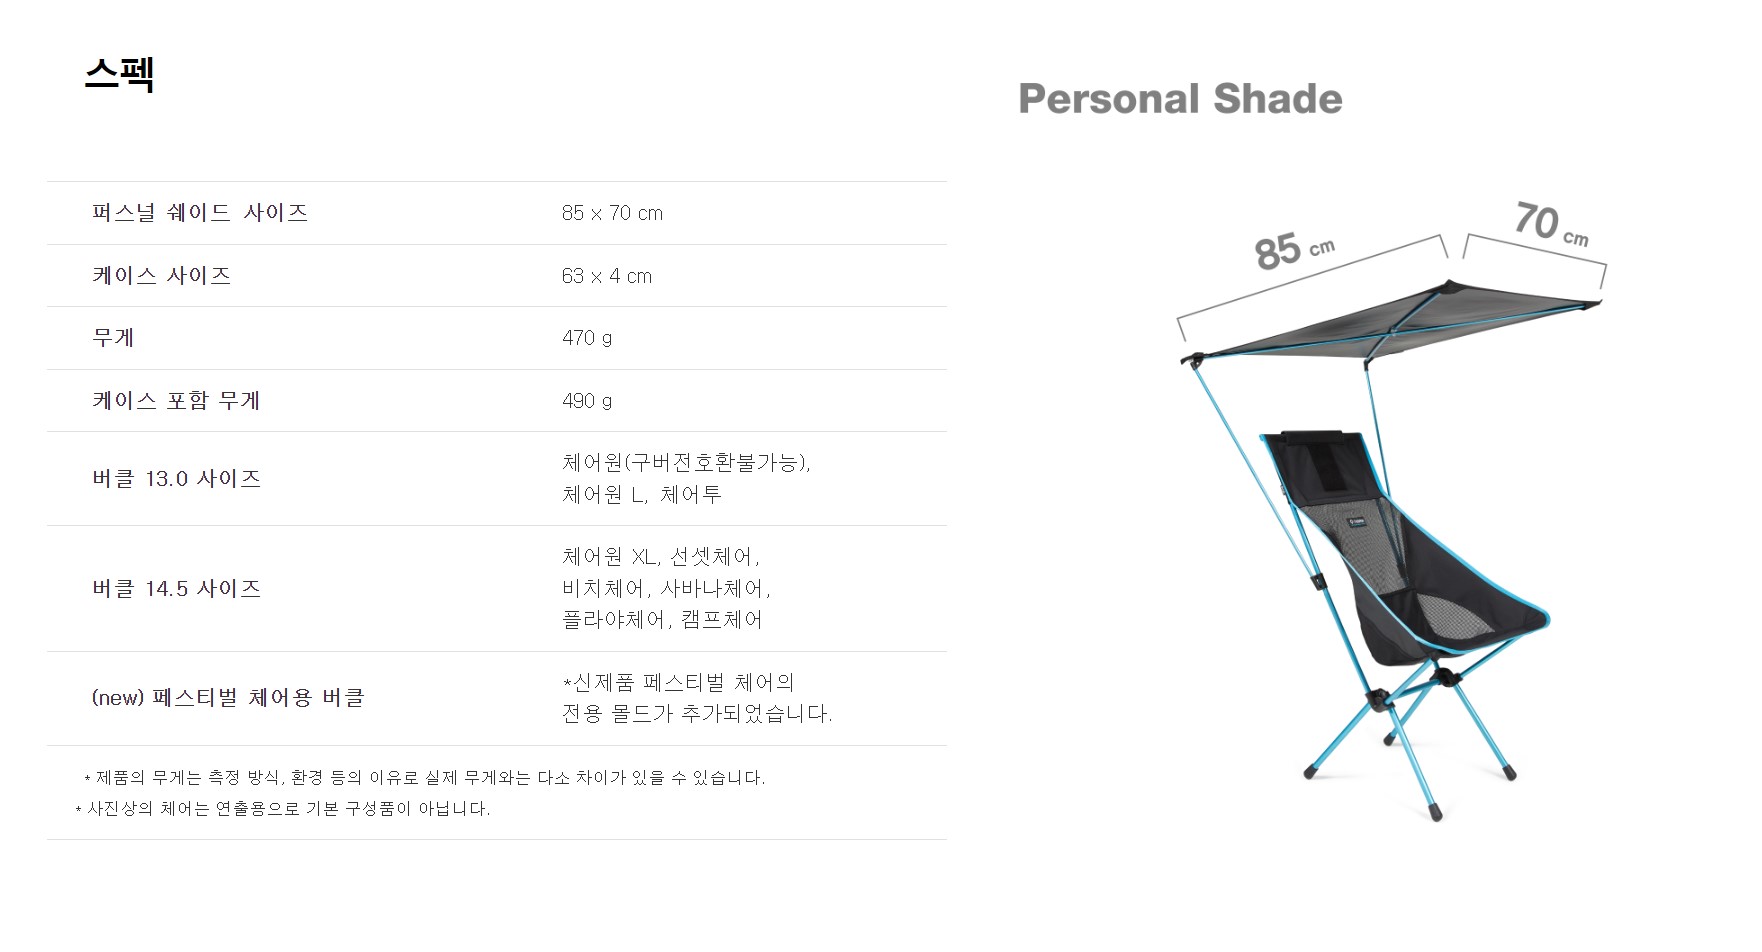 스펙
Personal Shade
퍼스널 쉐이드 사이즈 85 x 70 cm
케이스 사이즈 63 x 4 cm
무게 470 g
케이스 포함 무게 490 g
버클 13.0 사이즈 체어원(구버전호환불가능),
체어원 L, 체어투
버클 14.5 사이즈 체어원 XL, 선셋체어,
비치체어, 사바나체어,
플라야체어, 캠프체어
(new) 페스티벌 체어용 버클 *신제품 페스티벌 체어의
전용 몰드가 추가되었습니다.
* 제품의 무게는 측정 방식, 환경 등의 이유로 실제 무게와는 다소 차이가 있을 수 있습니다.
* 사진상의 체어는 연출용으로 기본 구성품이 아닙니다.
85 cm
70 cm